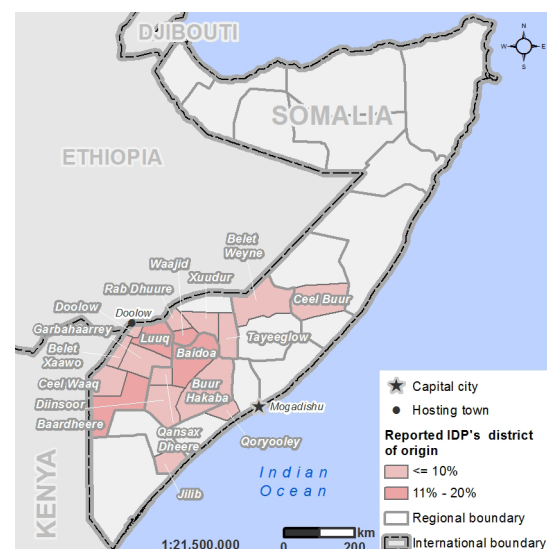 DJIBOUTI
N
W E
S
SOMALIA
ETHIOPIA
Belet
Weyne
Waajid
Xuudur
Rab Dhuure
Doolow
Doolow
Ceel Buur
Garbahaarrey
Luuq
Tayeeglow
Belet
Xaawo
Baidoa
Ceel Waaq
Buur
Hakaba
Diinsoor
Baardheere
Mogadishu
Qansax
Dheere
Qoryooley
Jilib
KENYA
Indian
Ocean
1:21,500,000
km
0 200
Capital city
Hosting town
Reported IDP's district
of origin
<= 10%
11% - 20%
Regional boundary
International boundary